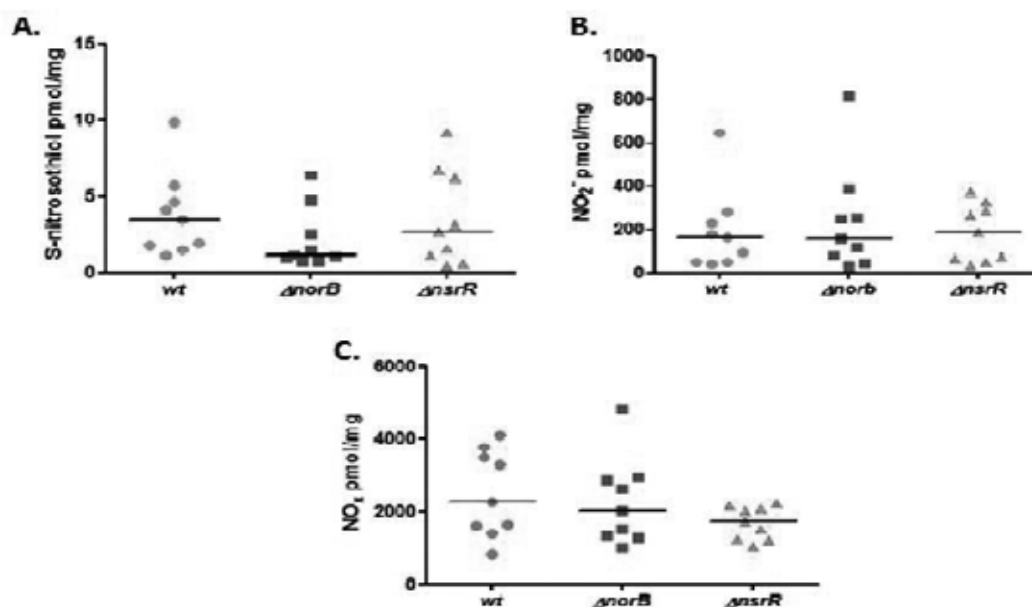 A.
S-nitrosothiol pmol/mg
15
10
5
0
wt ΔnorB ΔnsrR
B.
NO₂⁻ pmol/mg
1000
800
600
400
200
0
wt Δnorb ΔnsrR
C.
NOₓ pmol/mg
6000
4000
2000
0
wt ΔnorB ΔnsrR